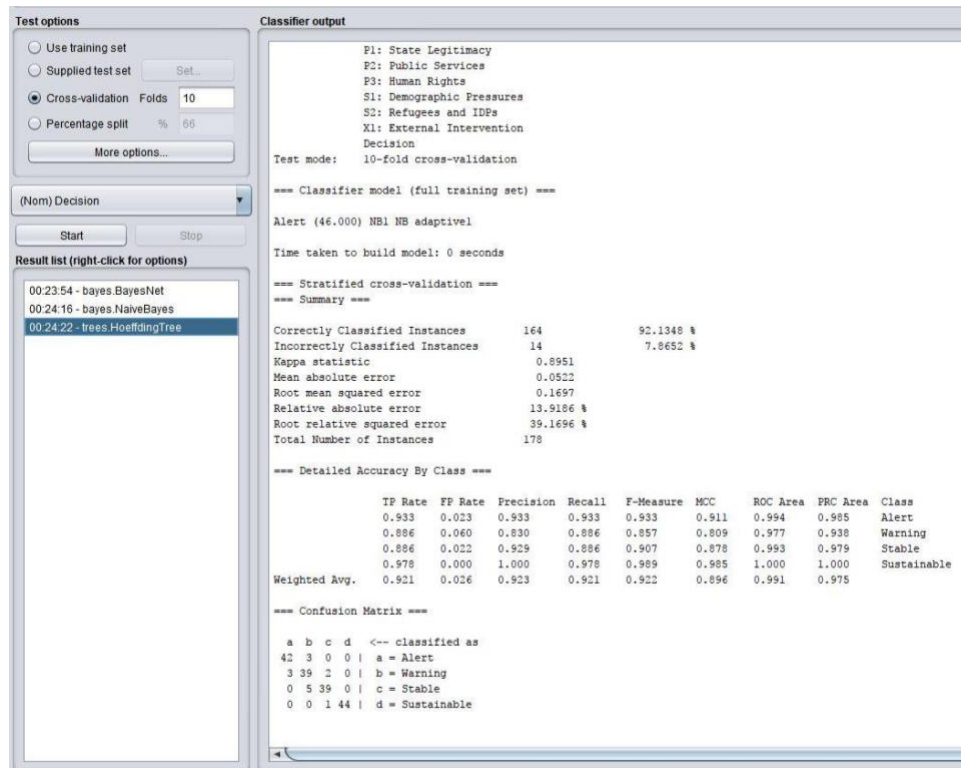 Test options
Use training set
Supplied test set Set...
Cross-validation Folds 10
Percentage split % 66
More options...
(Nom) Decision
Start Stop
Result list (right-click for options)
00:23:54 - bayes.BayesNet
00:24:16 - bayes.NaiveBayes
00:24:22 - trees.HoeffdingTree
Classifier output
P1: State Legitimacy
P2: Public Services
P3: Human Rights
S1: Demographic Pressures
S2: Refugees and IDPs
X1: External Intervention
Decision
Test mode: 10-fold cross-validation
=== Classifier model (full training set) ===
Alert (46.000) NB1 NB adaptive1
Time taken to build model: 0 seconds
=== Stratified cross-validation ===
=== Summary ===
Correctly Classified Instances 164 92.1348 %
Incorrectly Classified Instances 14 7.8652 %
Kappa statistic 0.8951
Mean absolute error 0.0522
Root mean squared error 0.1697
Relative absolute error 13.9186 %
Root relative squared error 39.1696 %
Total Number of Instances 178
=== Detailed Accuracy By Class ===
TP Rate FP Rate Precision Recall F-Measure MCC ROC Area PRC Area Class
0.933 0.023 0.933 0.933 0.933 0.911 0.994 0.985 Alert
0.886 0.060 0.830 0.886 0.857 0.809 0.977 0.938 Warning
0.886 0.022 0.929 0.886 0.907 0.878 0.993 0.979 Stable
0.978 0.000 1.000 0.978 0.989 0.985 1.000 1.000 Sustainable
Weighted Avg. 0.921 0.026 0.923 0.921 0.922 0.896 0.991 0.975
=== Confusion Matrix ===
a b c d <-- classified as
42 3 0 0 | a = Alert
3 39 2 0 | b = Warning
0 5 39 0 | c = Stable
0 0 1 44 | d = Sustainable